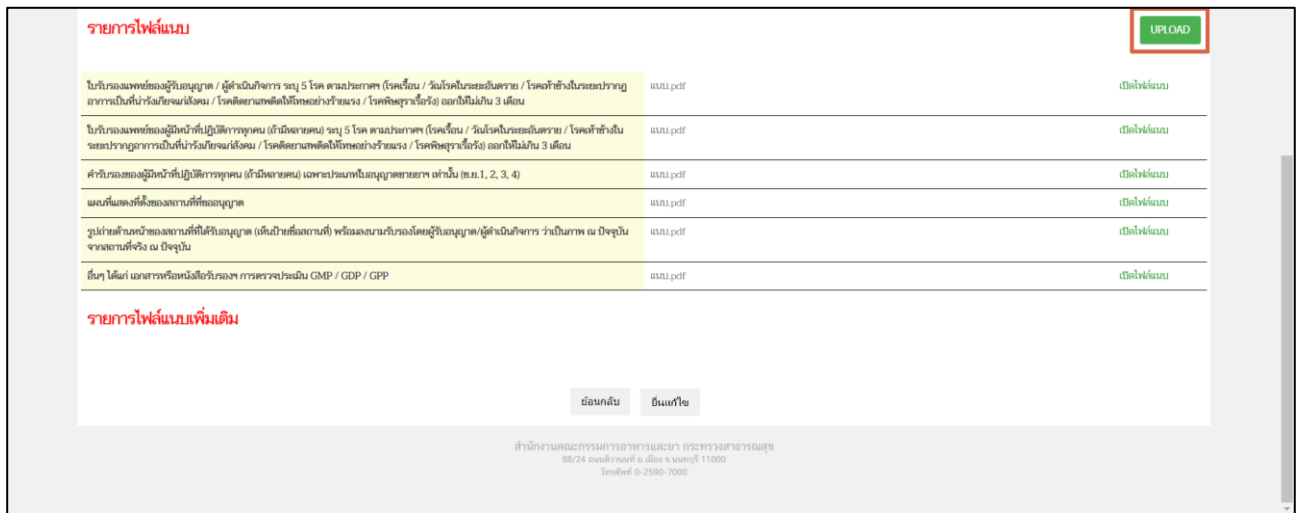 รายการไฟล์แนบ
UPLOAD
ใบรับรองแพทย์ของผู้รับอนุญาต / ผู้ดำเนินกิจการ ระบุ 5 โรค ตามประกาศฯ (โรคเรื้อน / วัณโรคในระยะอันตราย / โรคเท้าช้างในระยะปรากฏ
อาการเป็นที่น่ารังเกียจแก่สังคม / โรคติดยาเสพติดให้โทษอย่างร้ายแรง / โรคพิษสุราเรื้อรัง) ออกให้ไม่เกิน 3 เดือน
แนบ.pdf
เปิดไฟล์แนบ
ใบรับรองแพทย์ของผู้มีหน้าที่ปฏิบัติการทุกคน (ถ้ามีหลายคน) ระบุ 5 โรค ตามประกาศฯ (โรคเรื้อน / วัณโรคในระยะอันตราย / โรคเท้าช้างใน
ระยะปรากฏอาการเป็นที่น่ารังเกียจแก่สังคม / โรคติดยาเสพติดให้โทษอย่างร้ายแรง / โรคพิษสุราเรื้อรัง) ออกให้ไม่เกิน 3 เดือน
แนบ.pdf
เปิดไฟล์แนบ
คำรับรองของผู้มีหน้าที่ปฏิบัติการทุกคน (ถ้ามีหลายคน) เฉพาะประเภทใบอนุญาตขายยาฯ เท่านั้น (ข.ย.1, 2, 3, 4)
แนบ.pdf
เปิดไฟล์แนบ
แผนที่แสดงที่ตั้งของสถานที่ที่ขออนุญาต
แนบ.pdf
เปิดไฟล์แนบ
รูปถ่ายด้านหน้าของสถานที่ที่ได้รับอนุญาต (เห็นป้ายชื่อสถานที่) พร้อมลงนามรับรองโดยผู้รับอนุญาต/ผู้ดำเนินกิจการ ว่าเป็นภาพ ณ ปัจจุบัน
จากสถานที่จริง ณ ปัจจุบัน
แนบ.pdf
เปิดไฟล์แนบ
อื่นๆ ได้แก่ เอกสารหรือหนังสือรับรองฯ การตรวจประเมิน GMP / GDP / GPP
แนบ.pdf
เปิดไฟล์แนบ
รายการไฟล์แนบเพิ่มเติม
ย้อนกลับ
ยื่นแก้ไข
สำนักงานคณะกรรมการอาหารและยา กระทรวงสาธารณสุข
88/24 ถนนติวานนท์ อ.เมือง จ.นนทบุรี 11000
โทรศัพท์ 0-2590-7000